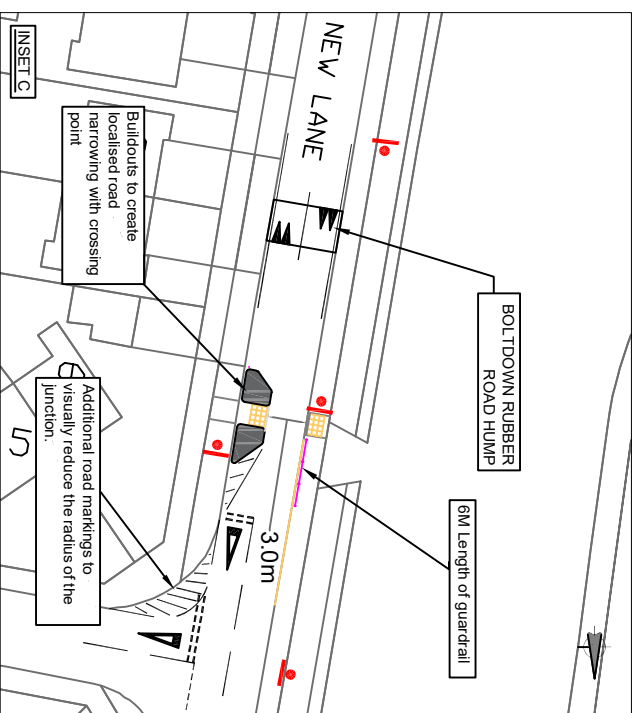 NEW LANE
BOLTDOWN RUBBER
ROAD HUMP
6M Length of guardrail
3.0m
Buildouts to create
localised road
narrowing with crossing
point
Additional road markings to
visually reduce the radius of the
junction.
5
INSET C